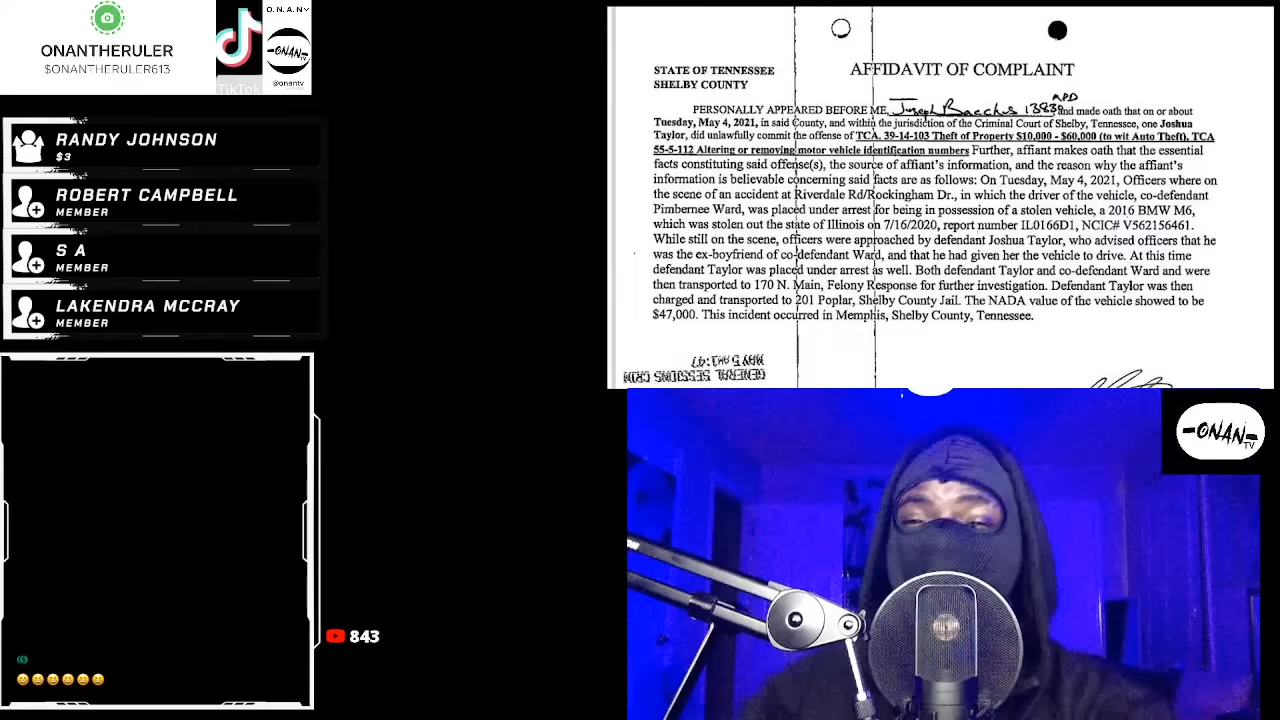 ONANTHERULER
$ONANTHERULER613
TikTok
O.N.A.N
-ONAN-
TV
@onantv
RANDY JOHNSON
$3
ROBERT CAMPBELL
MEMBER
S A
MEMBER
LAKENDRA MCCRAY
MEMBER
843
STATE OF TENNESSEE
SHELBY COUNTY
AFFIDAVIT OF COMPLAINT
PERSONALLY APPEARED BEFORE ME, Joseph Bacchus 13838 MPD and made oath that on or about
Tuesday, May 4, 2021, in said County, and within the jurisdiction of the Criminal Court of Shelby, Tennessee, one Joshua
Taylor, did unlawfully commit the offense of TCA. 39-14-103 Theft of Property $10,000 - $60,000 (to wit Auto Theft), TCA
55-5-112 Altering or removing motor vehicle identification numbers Further, affiant makes oath that the essential
facts constituting said offense(s), the source of affiant's information, and the reason why the affiant's
information is believable concerning said facts are as follows: On Tuesday, May 4, 2021, Officers where on
the scene of an accident at Riverdale Rd/Rockingham Dr., in which the driver of the vehicle, co-defendant
Pimbernee Ward, was placed under arrest for being in possession of a stolen vehicle, a 2016 BMW M6,
which was stolen out the state of Illinois on 7/16/2020, report number IL0166D1, NCIC# V562156461.
While still on the scene, officers were approached by defendant Joshua Taylor, who advised officers that he
was the ex-boyfriend of co-defendant Ward, and that he had given her the vehicle to drive. At this time
defendant Taylor was placed under arrest as well. Both defendant Taylor and co-defendant Ward and were
then transported to 170 N. Main, Felony Response for further investigation. Defendant Taylor was then
charged and transported to 201 Poplar, Shelby County Jail. The NADA value of the vehicle showed to be
$47,000. This incident occurred in Memphis, Shelby County, Tennessee.
GENERAL SESSIONS CRIM
MAY 5 AM 1:47
-ONAN-
TV